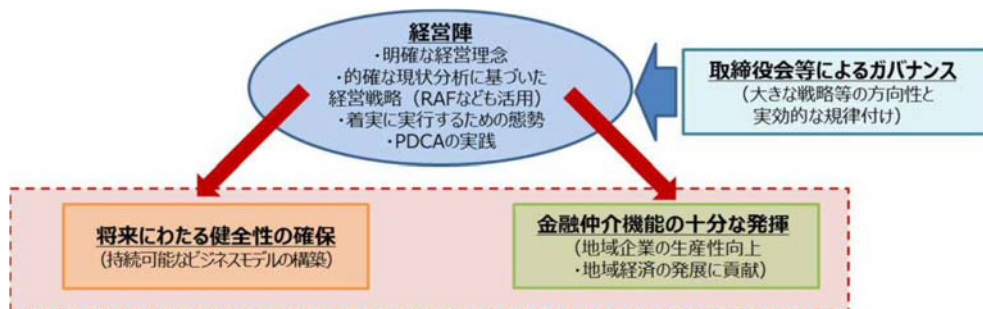 経営陣
・明確な経営理念
・的確な現状分析に基づいた
経営戦略（RAFなども活用）
・着実に実行するための態勢
・PDCAの実践
取締役会等によるガバナンス
（大きな戦略等の方向性と
実効的な規律付け）
将来にわたる健全性の確保
（持続可能なビジネスモデルの構築）
金融仲介機能の十分な発揮
（地域企業の生産性向上
・地域経済の発展に貢献）